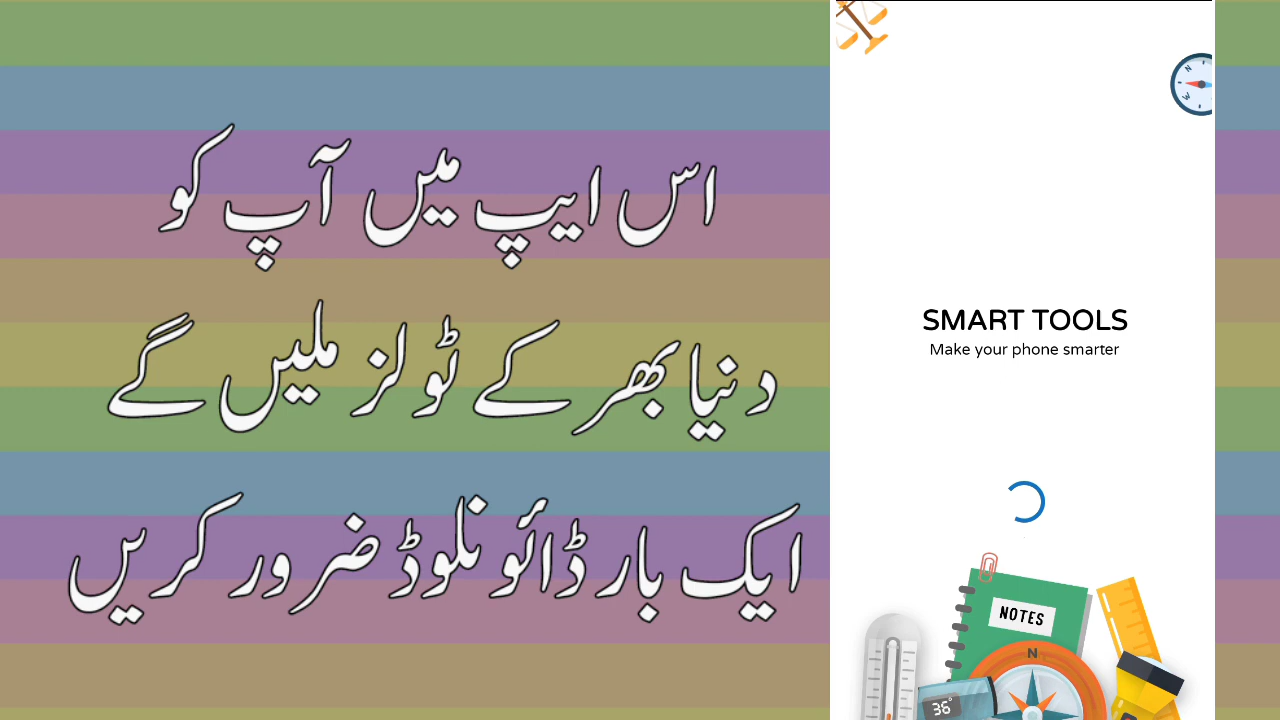 اس ایپ میں آپ کو
دنیا بھر کے ٹولز ملیں گے
ایک بار ڈائونلوڈ ضرور کریں
N
W
SMART TOOLS
Make your phone smarter
NOTES
N
36°